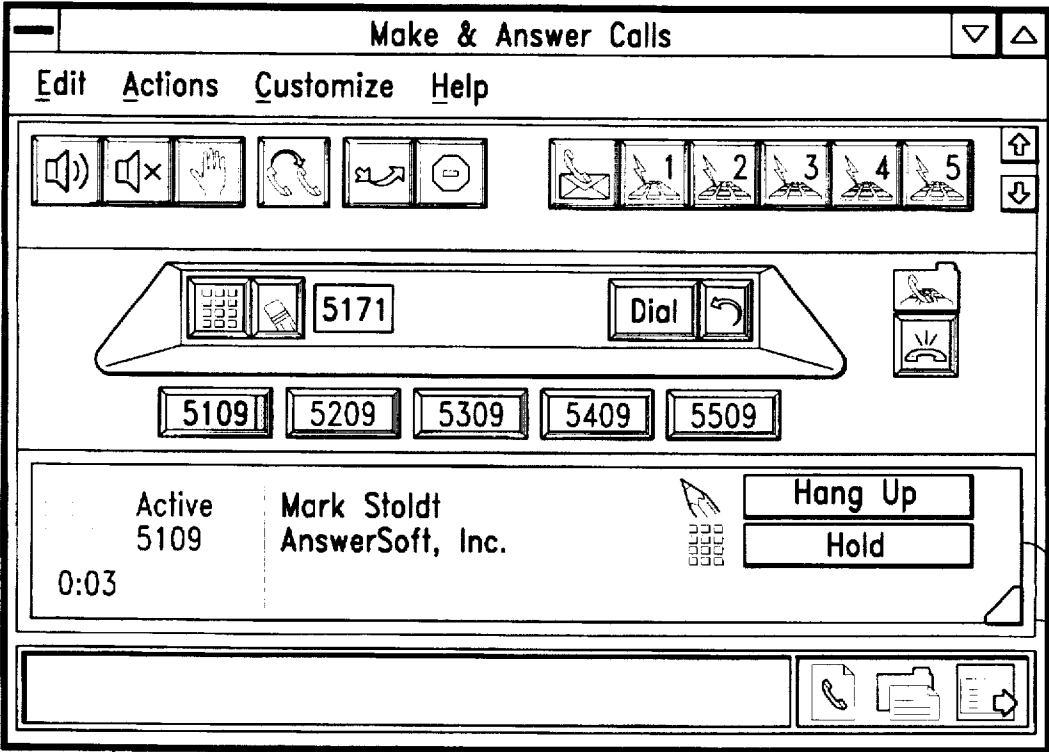 Make & Answer Calls
Edit Actions Customize Help
1 2 3 4 5
5171 Dial
5109 5209 5309 5409 5509
Active Mark Stoldt Hang Up
5109 AnswerSoft, Inc. Hold
0:03